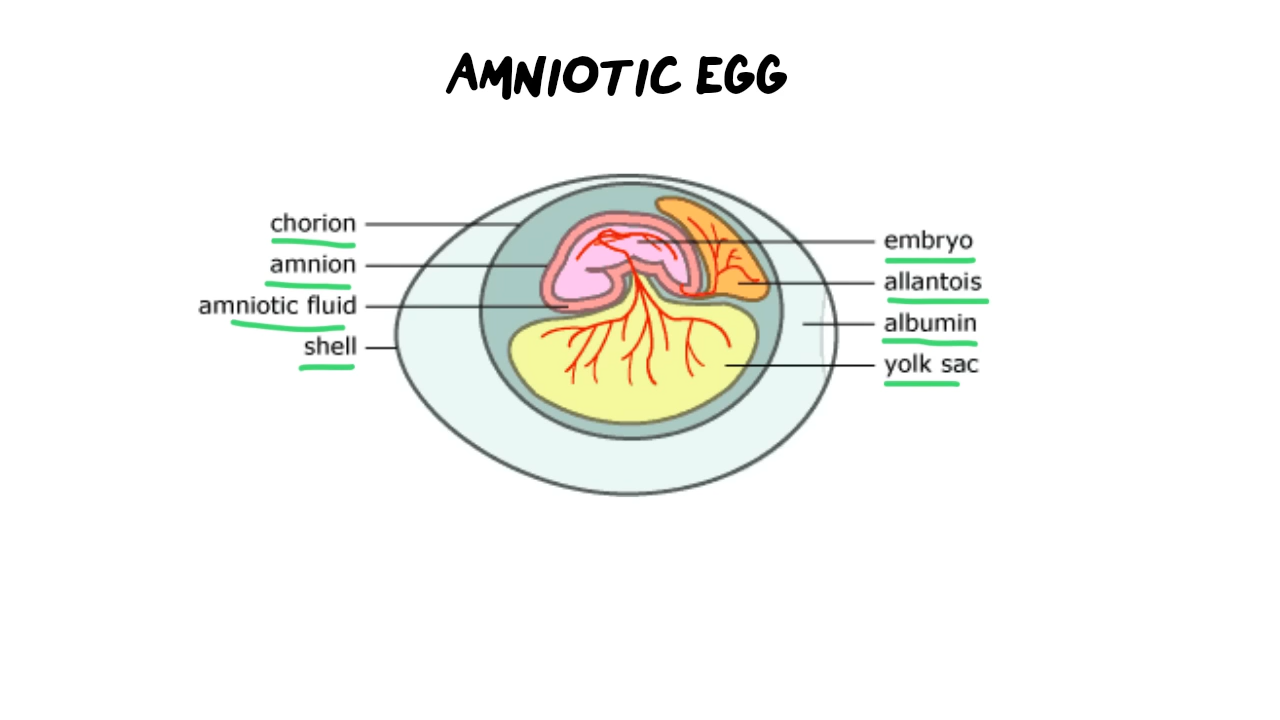 AMNIOTIC EGG
chorion
amnion
amniotic fluid
shell
embryo
allantois
albumin
yolk sac